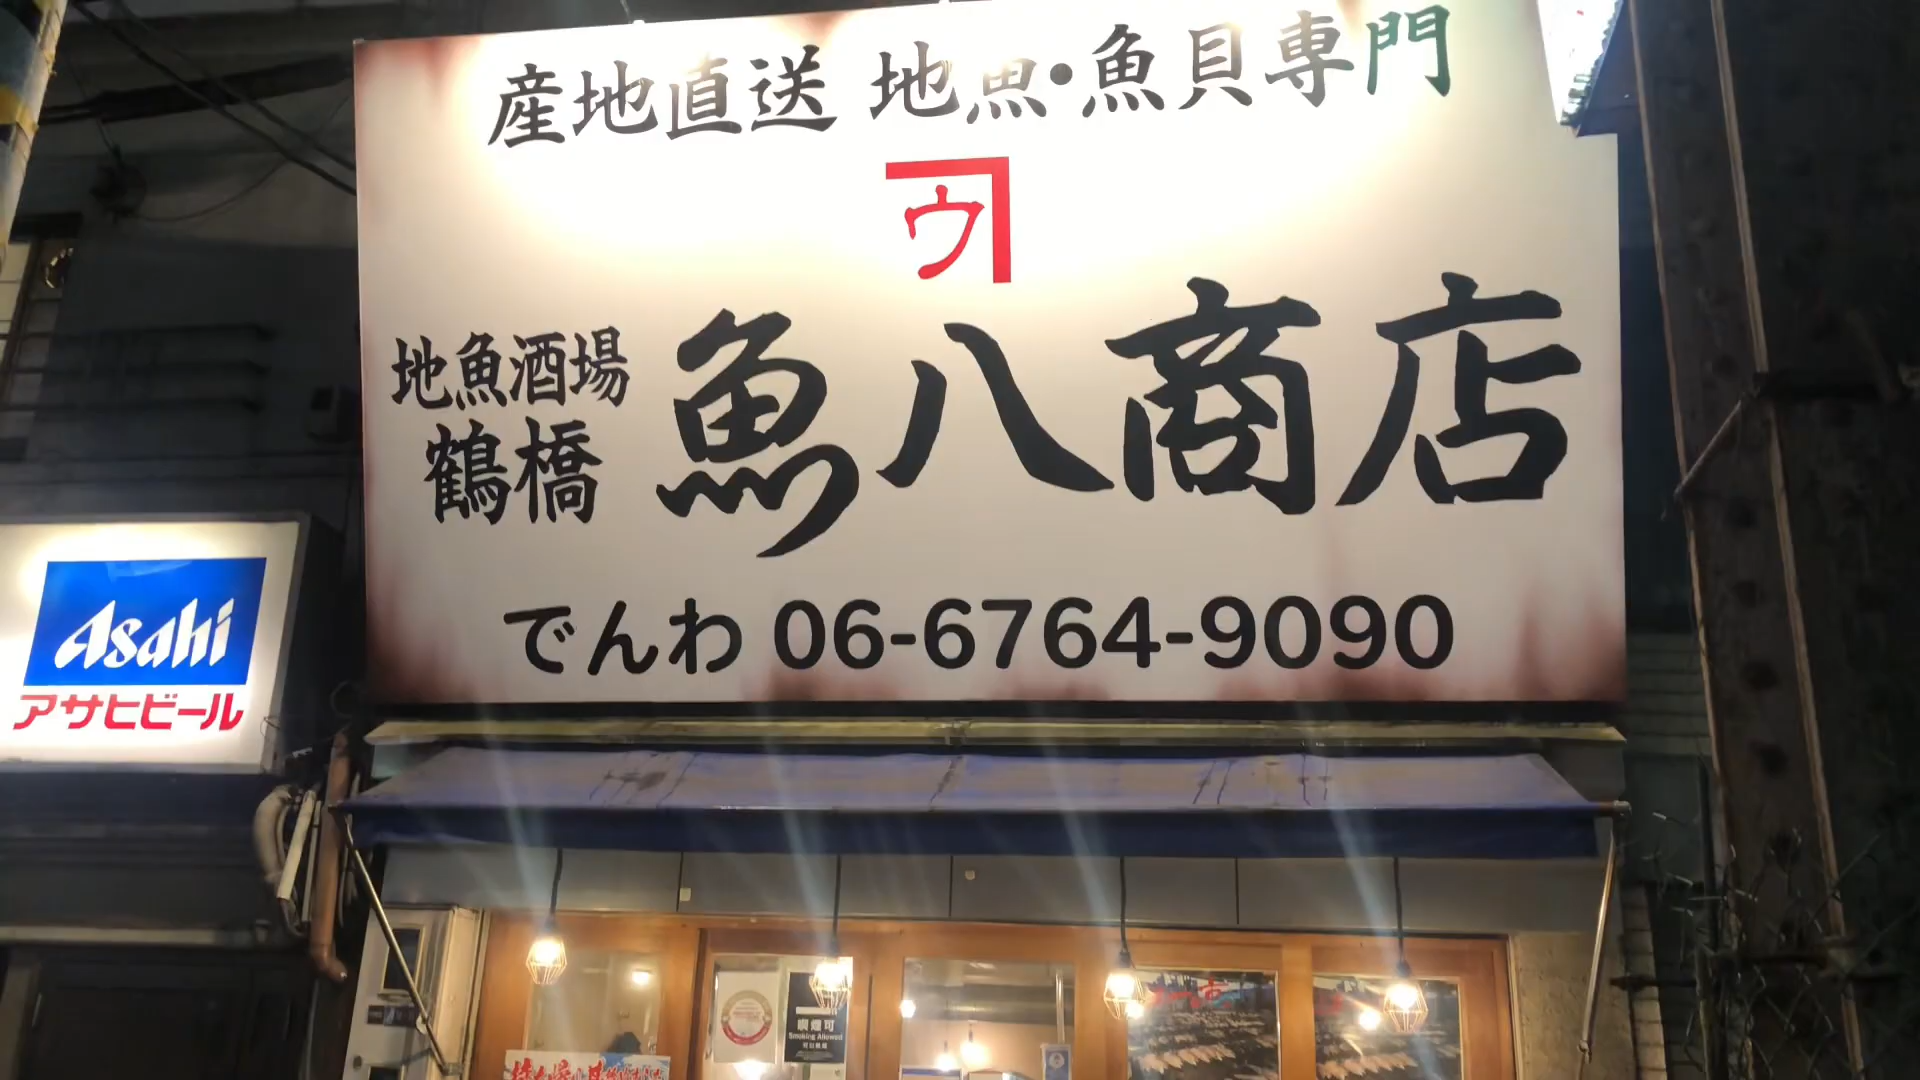 産地直送 地魚・魚貝専門
ウ
地魚酒場
鶴橋
魚八商店
でんわ 06-6764-9090
Asahi
アサヒビール
喫煙可
Smoking Allowed